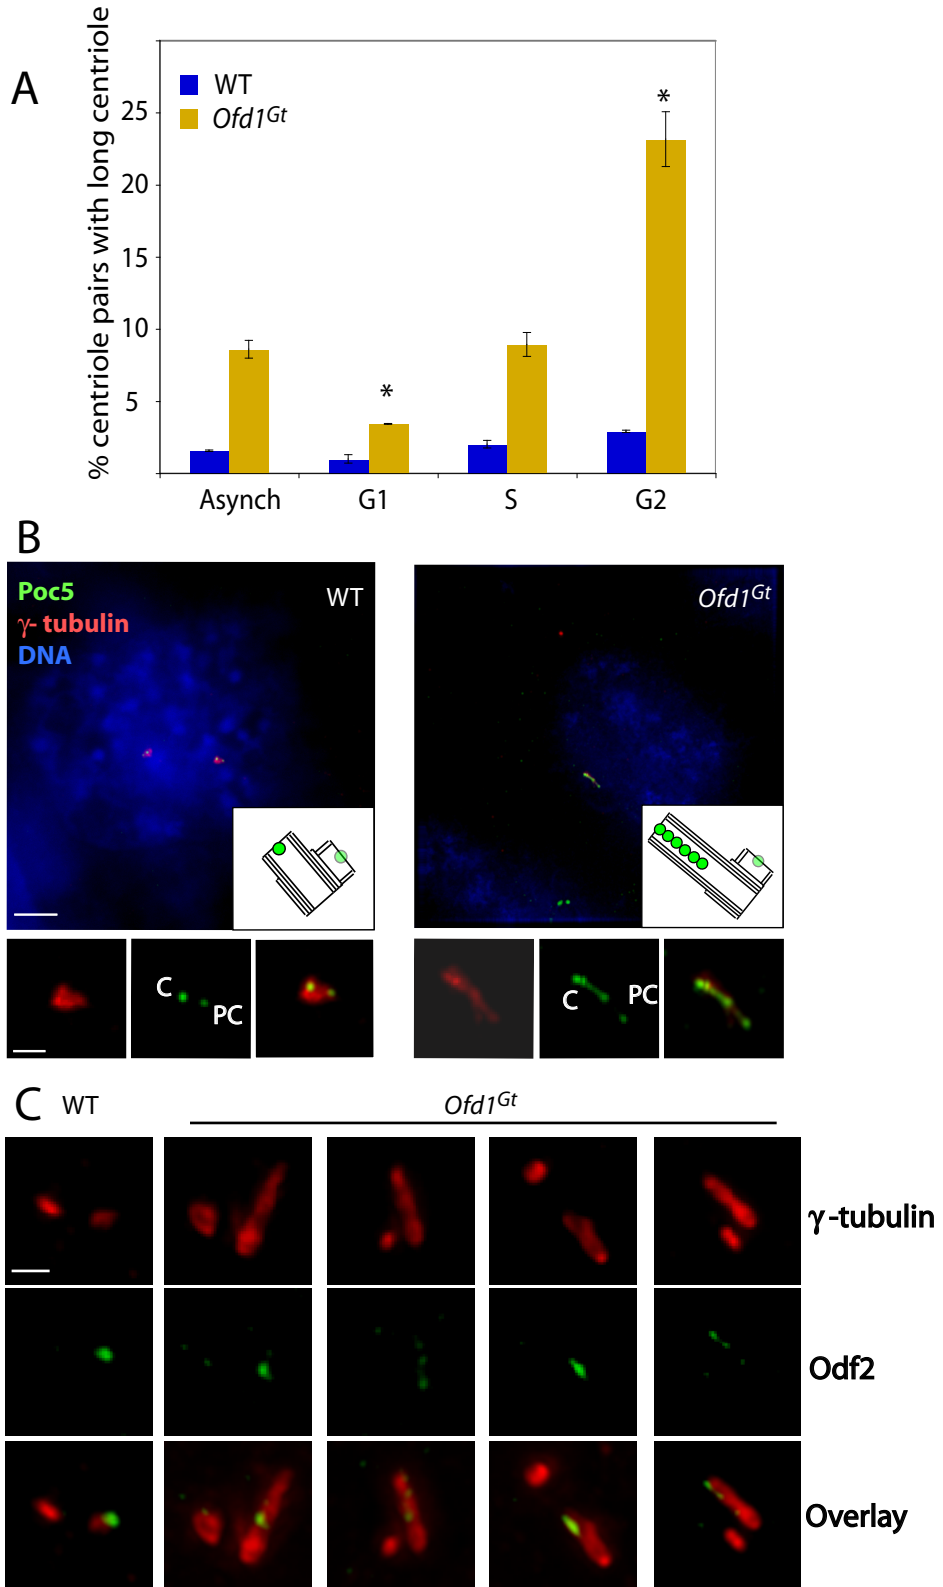 A
% centriole pairs with long centriole
WT
Ofd1Gt
25
20
15
10
5
*
*
Asynch G1 S G2
B
Poc5
γ- tubulin
DNA
WT
Ofd1Gt
C
PC
C
PC
C WT Ofd1Gt
γ-tubulin
Odf2
Overlay